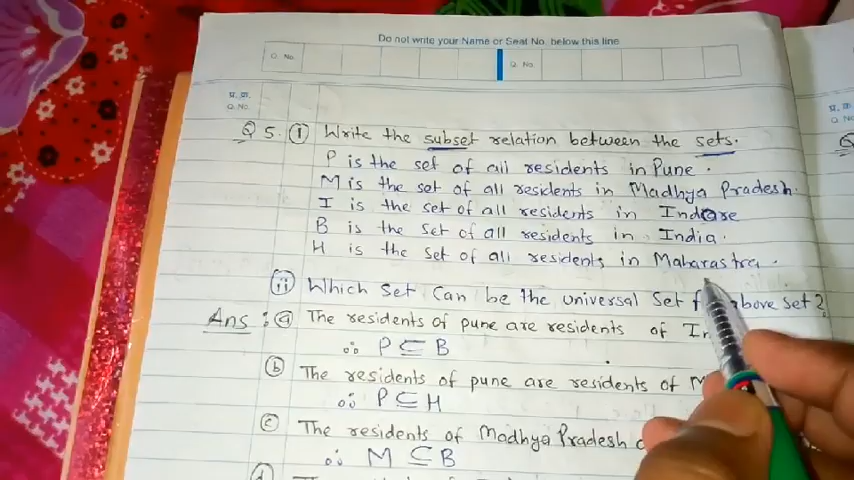 Do not write your Name or Seat No. below this line
Q. No.
Q. No.
प्र. क्र.
Q. No.
Q 5. (i) Write the subset relation between the sets.
P is the set of all residents in Pune.
M is the set of all residents in Madhya Pradesh.
I is the set of all residents in Indore
B is the set of all residents in India.
H is the set of all residents in Maharastra.
(ii) Which set can be the universal set above set?
Ans : (a) The residents of pune are residents of
∴ P ⊆ B
(b) The residents of pune are residents of
∴ P ⊆ H
(c) The residents of Madhya Pradesh
∴ M ⊆ B
(d)